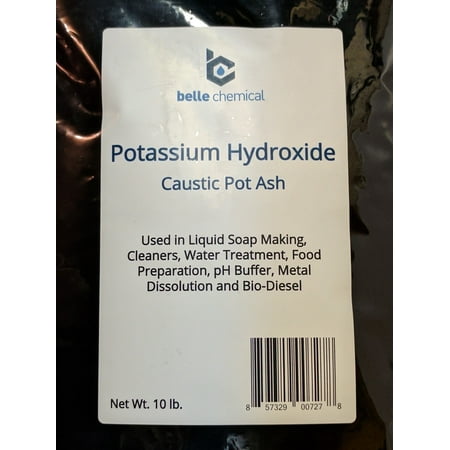 belle chemical
Potassium Hydroxide
Caustic Pot Ash
Used in Liquid Soap Making,
Cleaners, Water Treatment, Food
Preparation, pH Buffer, Metal
Dissolution and Bio-Diesel
Net Wt. 10 lb.
8 57329 00727 8